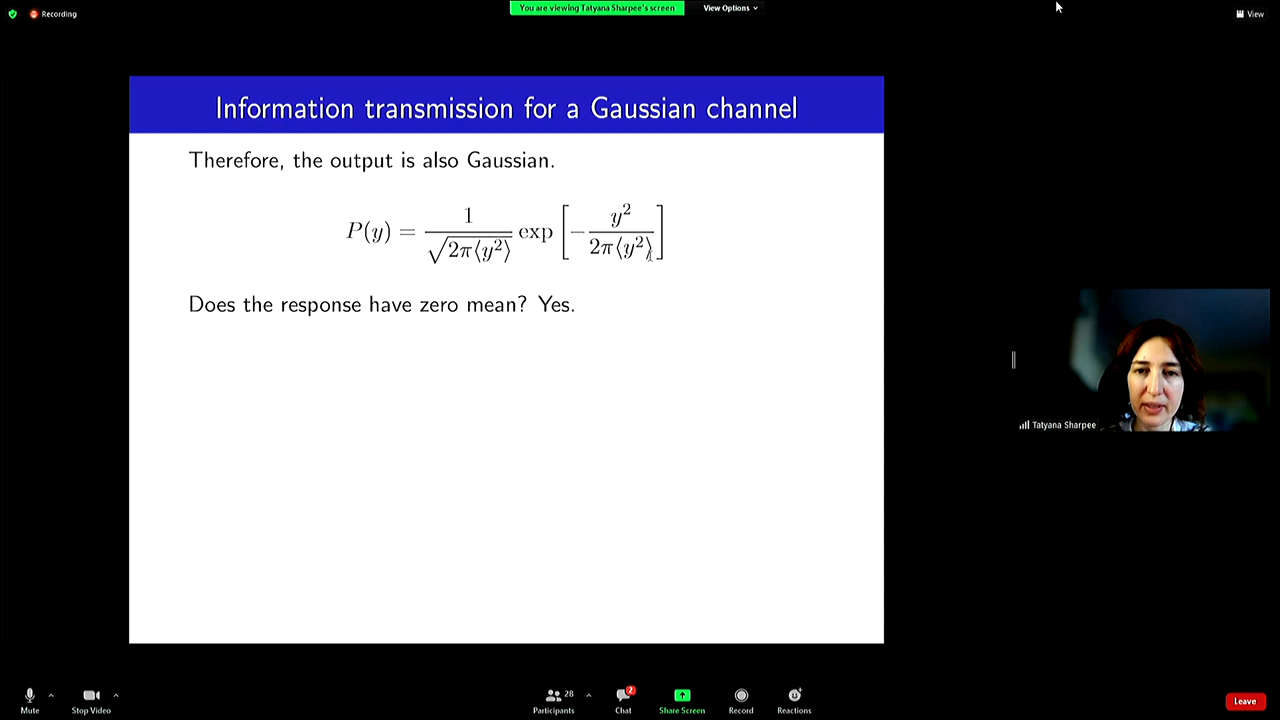 Recording
You are viewing Tatyana Sharpee's screen
View Options
View
Information transmission for a Gaussian channel
Therefore, the output is also Gaussian.
P(y) = 1 / √2π⟨y²⟩ exp [ − y² / 2π⟨y²⟩ ]
Does the response have zero mean? Yes.
Tatyana Sharpee
Mute
Stop Video
28
Participants
2
Chat
Share Screen
Record
Reactions
Leave